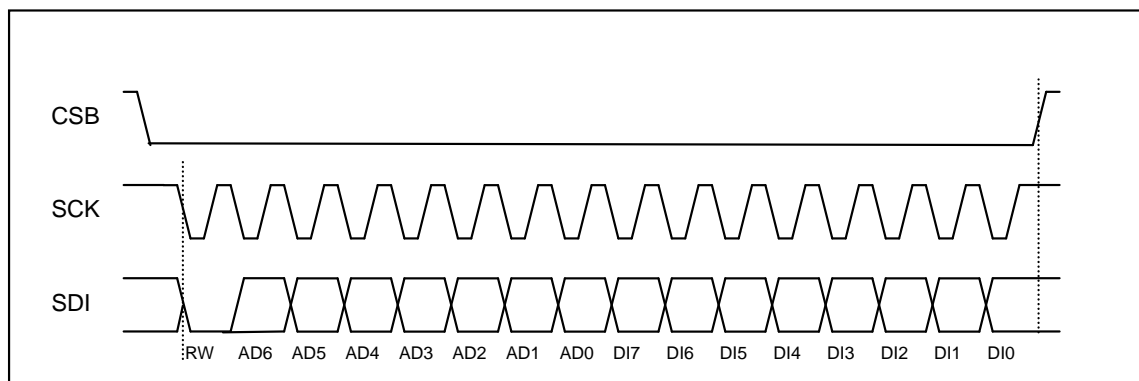 CSB
SCK
SDI
RW AD6 AD5 AD4 AD3 AD2 AD1 AD0 DI7 DI6 DI5 DI4 DI3 DI2 DI1 DI0